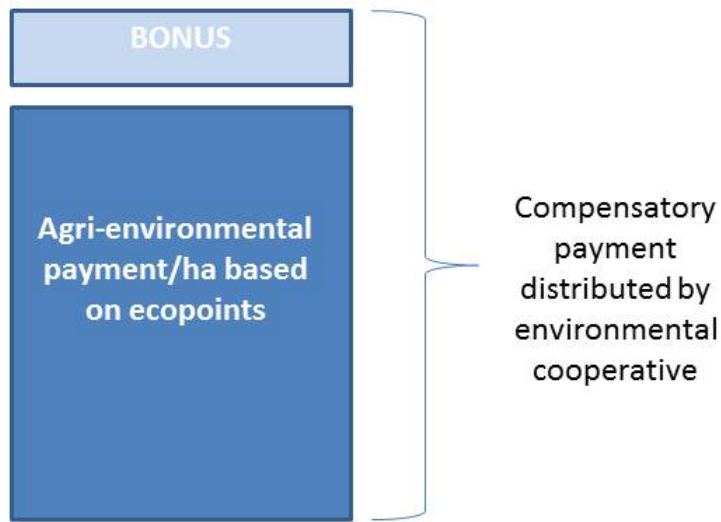 BONUS
Agri-environmental
payment/ha based
on ecopoints
Compensatory
payment
distributed by
environmental
cooperative